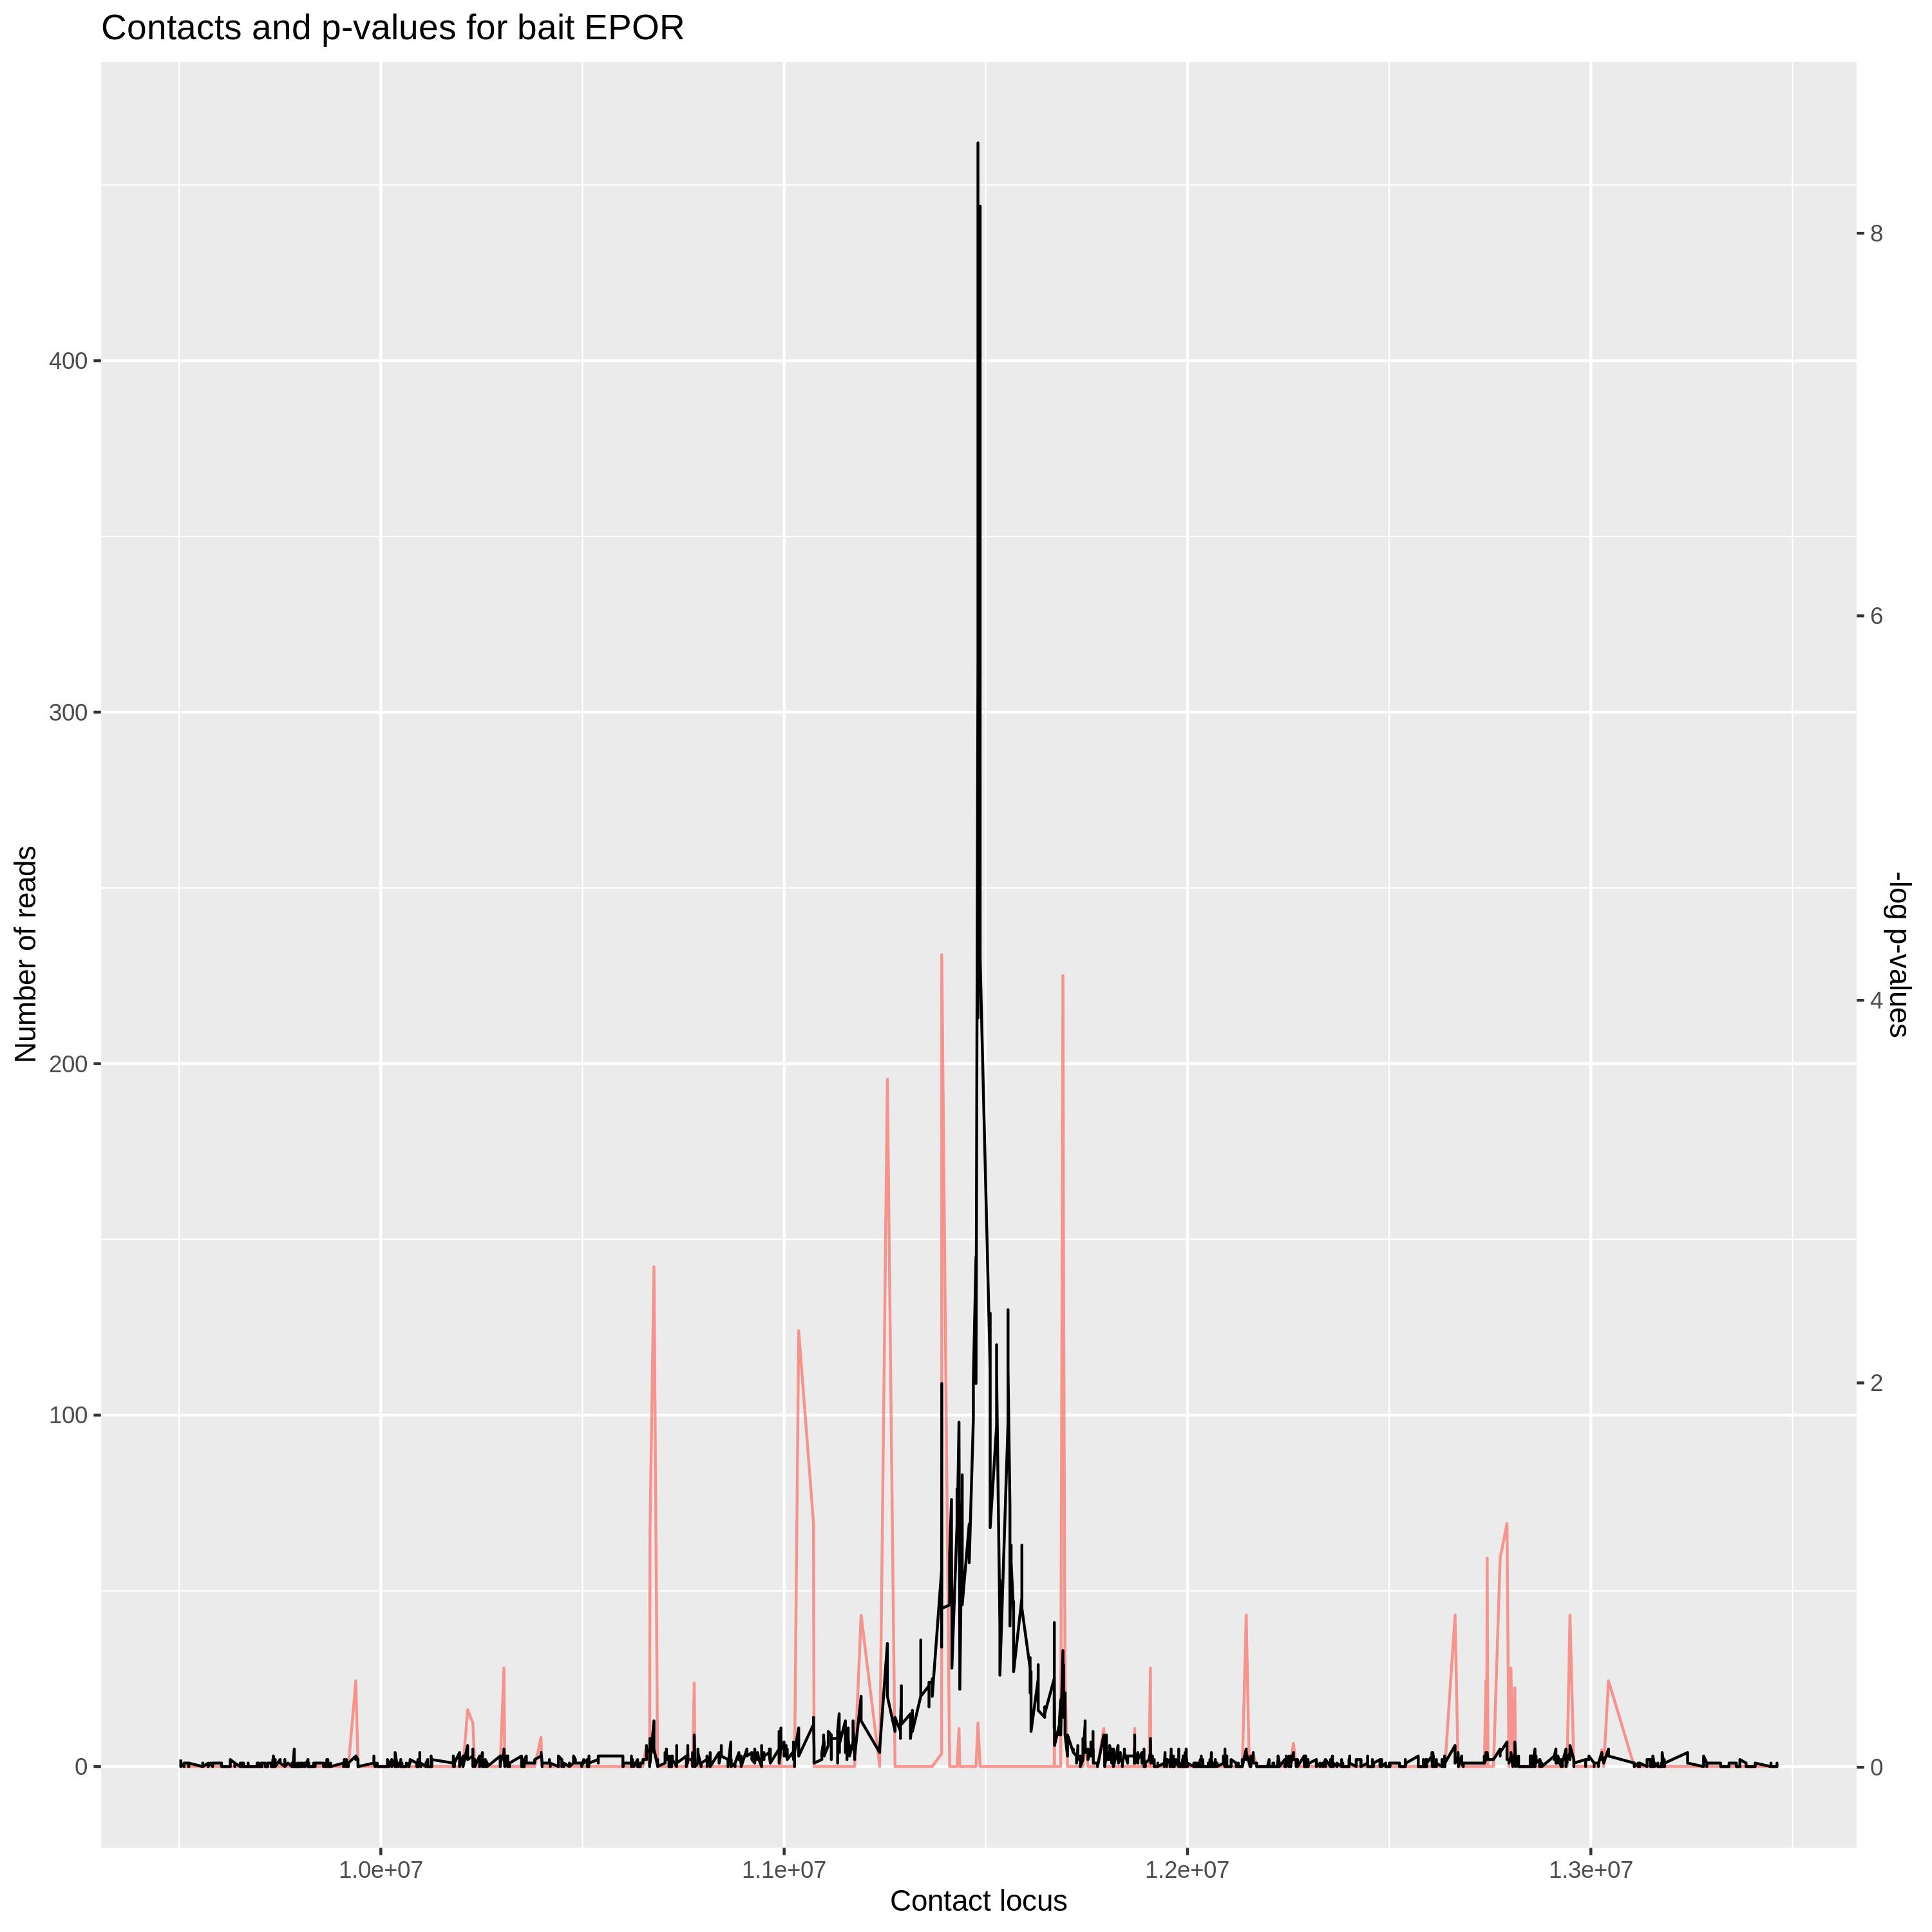 Contacts and p-values for bait EPOR
Number of reads
400
300
200
100
0
8
6
4
2
0
-log p-values
1.0e+07
1.1e+07
1.2e+07
1.3e+07
Contact locus